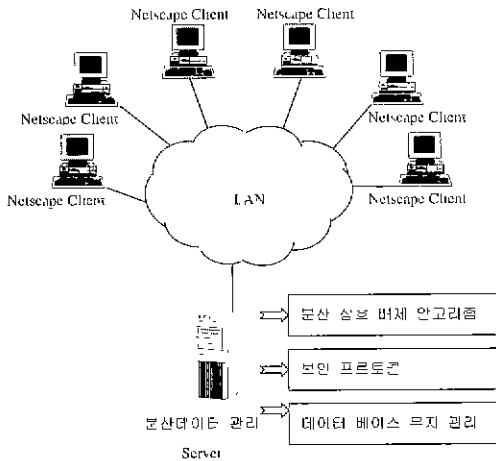 Netscape Client
Netscape Client
Netscape Client
Netscape Client
Netscape Client
Netscape Client
LAN
분산 상호 배제 알고리즘
보안 프로토콜
데이터 베이스 유지 관리
분산데이터 관리
Server